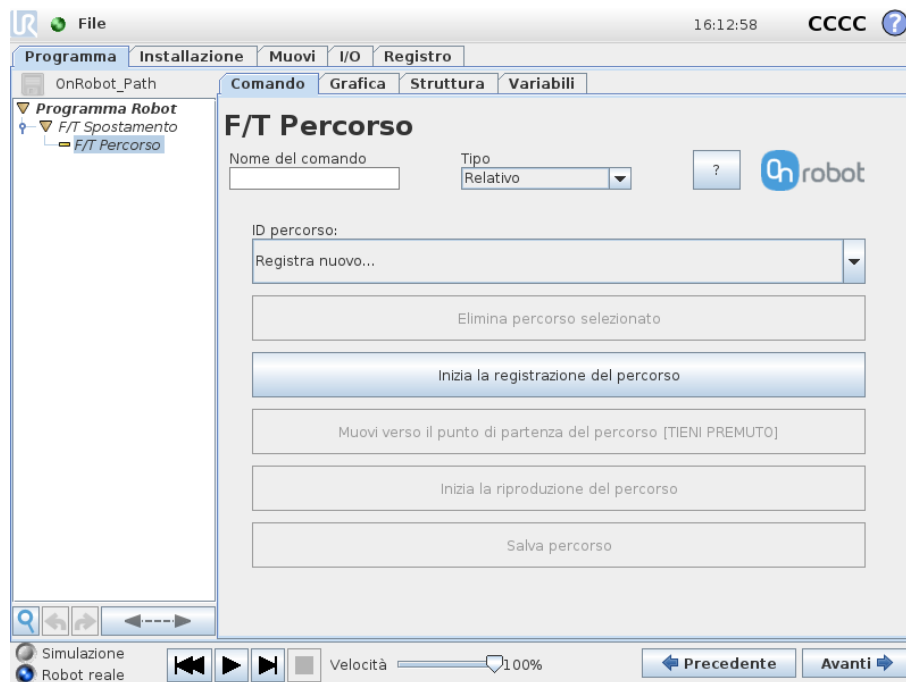 UR File 16:12:58 CCCC ?
Programma Installazione Muovi I/O Registro
OnRobot_Path Comando Grafica Struttura Variabili
Programma Robot
F/T Spostamento
F/T Percorso
F/T Percorso
Nome del comando Tipo
Relativo ? On robot
ID percorso:
Registra nuovo...
Elimina percorso selezionato
Inizia la registrazione del percorso
Muovi verso il punto di partenza del percorso [TIENI PREMUTO]
Inizia la riproduzione del percorso
Salva percorso
Simulazione
Robot reale
Velocità 100% Precedente Avanti